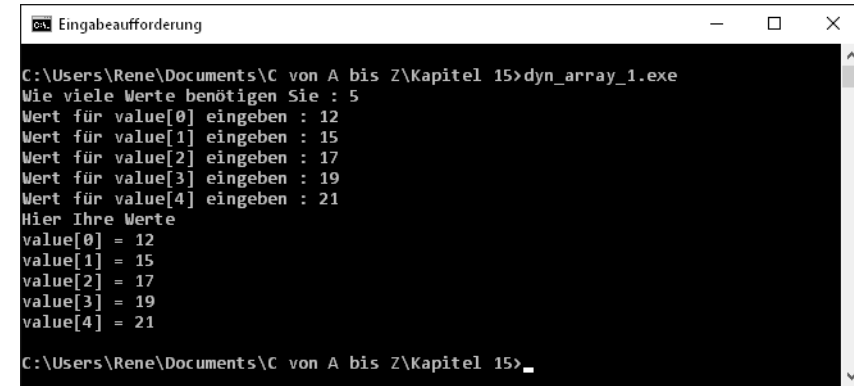 Eingabeaufforderung
C:\Users\Rene\Documents\C von A bis Z\Kapitel 15>dyn_array_1.exe
Wie viele Werte benötigen Sie : 5
Wert für value[0] eingeben : 12
Wert für value[1] eingeben : 15
Wert für value[2] eingeben : 17
Wert für value[3] eingeben : 19
Wert für value[4] eingeben : 21
Hier Ihre Werte
value[0] = 12
value[1] = 15
value[2] = 17
value[3] = 19
value[4] = 21
C:\Users\Rene\Documents\C von A bis Z\Kapitel 15>